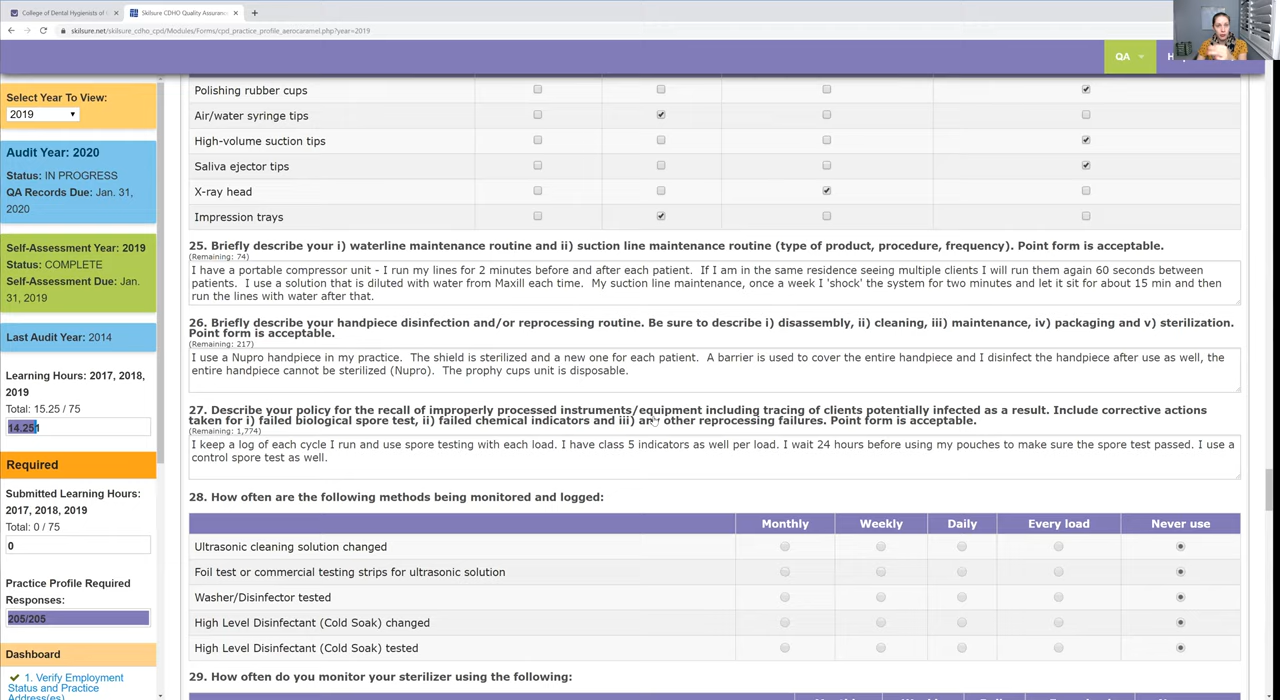 College of Dental Hygienists of
Skilsure CDHO Quality Assurance
skilsure.net/skilsure_cdho_cpd/Modules/Forms/cpd_practice_profile_aerocaramel.php?year=2019
QA
Select Year To View:
2019
Audit Year: 2020
Status: IN PROGRESS
QA Records Due: Jan. 31,
2020
Self-Assessment Year: 2019
Status: COMPLETE
Self-Assessment Due: Jan.
31, 2019
Last Audit Year: 2014
Learning Hours: 2017, 2018,
2019
Total: 15.25 / 75
14.25
Required
Submitted Learning Hours:
2017, 2018, 2019
Total: 0 / 75
0
Practice Profile Required
Responses:
205/205
Dashboard
1. Verify Employment
Status and Practice
Address(es)
Polishing rubber cups
Air/water syringe tips
High-volume suction tips
Saliva ejector tips
X-ray head
Impression trays
25. Briefly describe your i) waterline maintenance routine and ii) suction line maintenance routine (type of product, procedure, frequency). Point form is acceptable.
(Remaining: 74)
I have a portable compressor unit - I run my lines for 2 minutes before and after each patient. If I am in the same residence seeing multiple clients I will run them again 60 seconds between
patients. I use a solution that is diluted with water from Maxill each time. My suction line maintenance, once a week I 'shock' the system for two minutes and let it sit for about 15 min and then
run the lines with water after that.
26. Briefly describe your handpiece disinfection and/or reprocessing routine. Be sure to describe i) disassembly, ii) cleaning, iii) maintenance, iv) packaging and v) sterilization.
Point form is acceptable.
(Remaining: 217)
I use a Nupro handpiece in my practice. The shield is sterilized and a new one for each patient. A barrier is used to cover the entire handpiece and I disinfect the handpiece after use as well, the
entire handpiece cannot be sterilized (Nupro). The prophy cups unit is disposable.
27. Describe your policy for the recall of improperly processed instruments/equipment including tracing of clients potentially infected as a result. Include corrective actions
taken for i) failed biological spore test, ii) failed chemical indicators and iii) any other reprocessing failures. Point form is acceptable.
(Remaining: 1,774)
I keep a log of each cycle I run and use spore testing with each load. I have class 5 indicators as well per load. I wait 24 hours before using my pouches to make sure the spore test passed. I use a
control spore test as well.
28. How often are the following methods being monitored and logged:
Monthly Weekly Daily Every load Never use
Ultrasonic cleaning solution changed
Foil test or commercial testing strips for ultrasonic solution
Washer/Disinfector tested
High Level Disinfectant (Cold Soak) changed
High Level Disinfectant (Cold Soak) tested
29. How often do you monitor your sterilizer using the following: